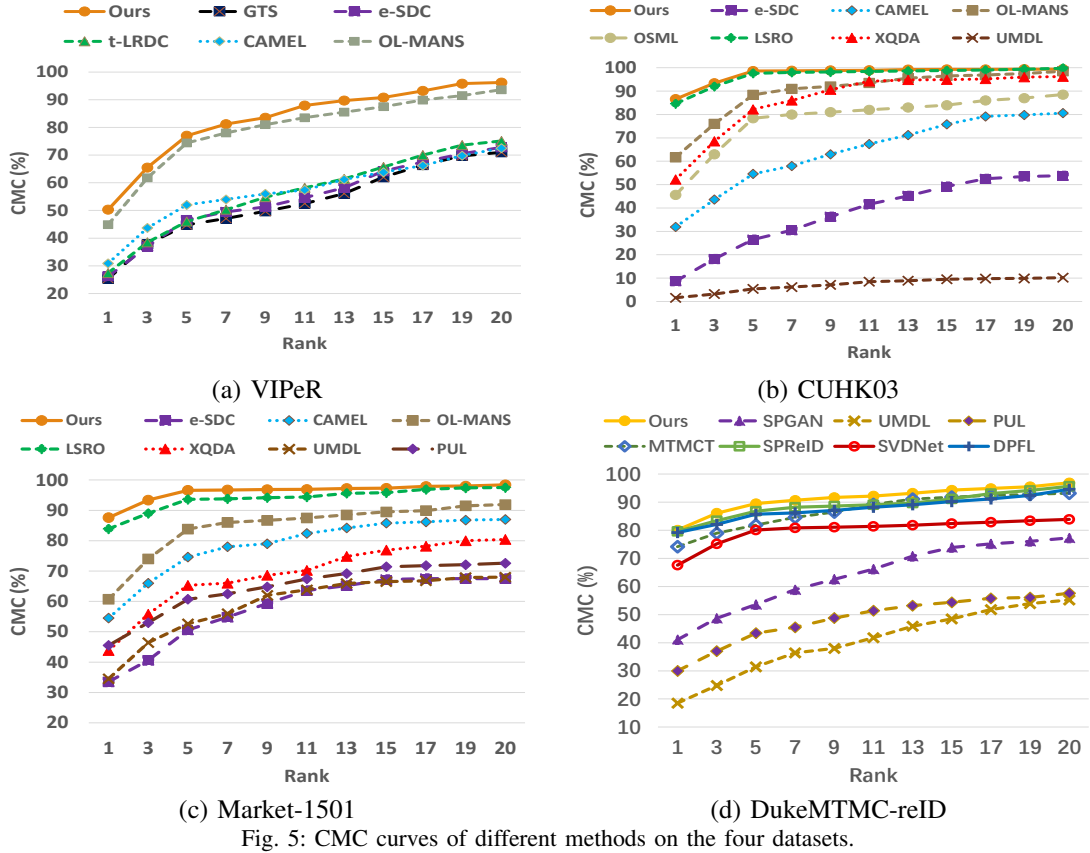 Ours GTS e-SDC
t-LRDC CAMEL OL-MANS
CMC (%)
100
90
80
70
60
50
40
30
20
1 3 5 7 9 11 13 15 17 19 20
Rank
(a) VIPeR
Ours e-SDC CAMEL OL-MANS
OSML LSRO XQDA UMDL
CMC (%)
100
90
80
70
60
50
40
30
20
10
0
1 3 5 7 9 11 13 15 17 19 20
Rank
(b) CUHK03
Ours e-SDC CAMEL OL-MANS
LSRO XQDA UMDL PUL
CMC (%)
100
90
80
70
60
50
40
30
20
1 3 5 7 9 11 13 15 17 19 20
Rank
(c) Market-1501
Ours SPGAN UMDL PUL
MTMCT SPReID SVDNet DPFL
CMC (%)
100
90
80
70
60
50
40
30
20
10
1 3 5 7 9 11 13 15 17 19 20
Rank
(d) DukeMTMC-reID
Fig. 5: CMC curves of different methods on the four datasets.